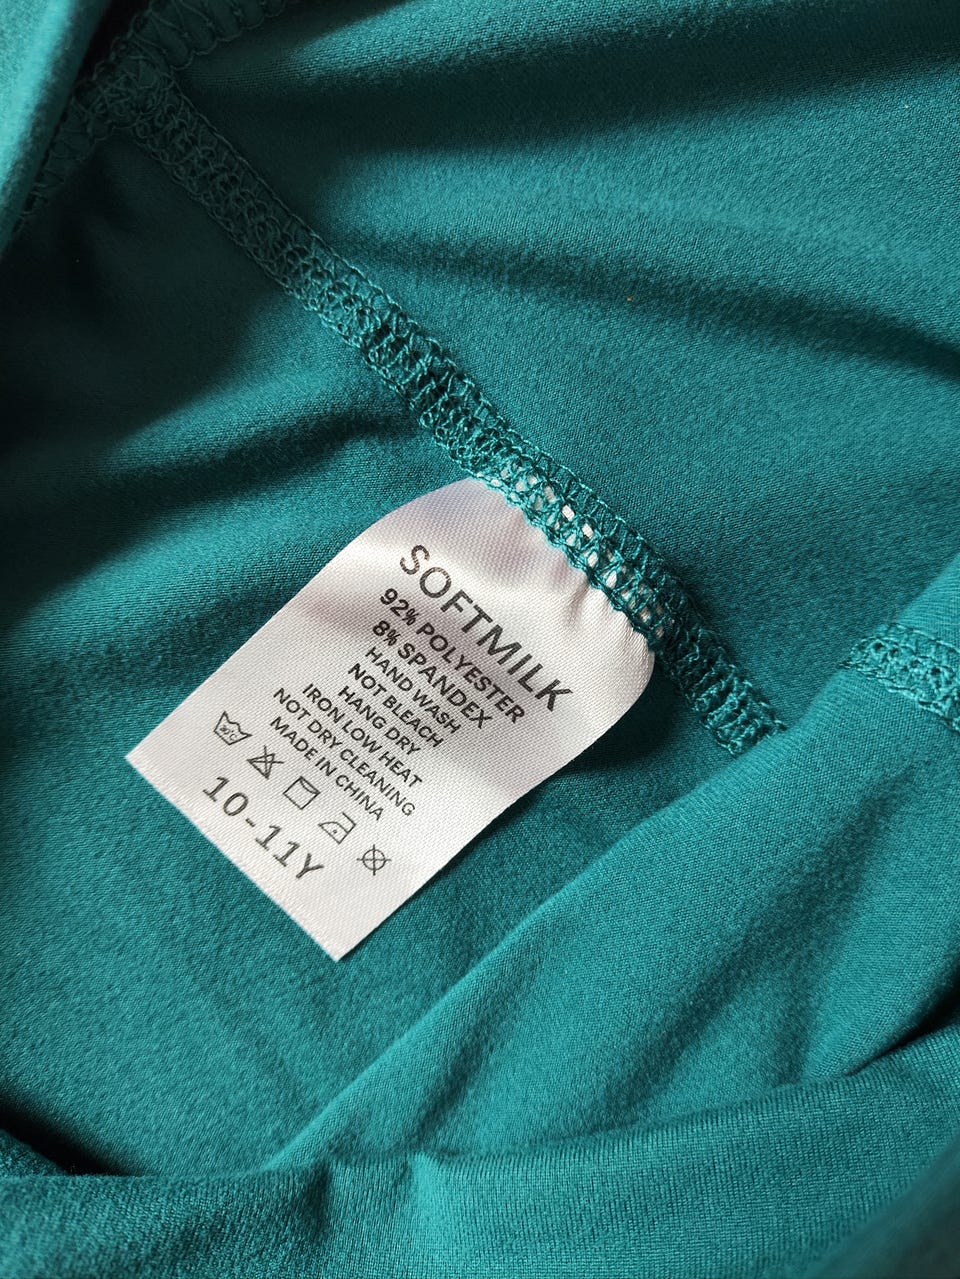 SOFTMILK
92% POLYESTER
8% SPANDEX
HAND WASH
NOT BLEACH
HANG DRY
IRON LOW HEAT
NOT DRY CLEANING
MADE IN CHINA
30°C
10-11Y